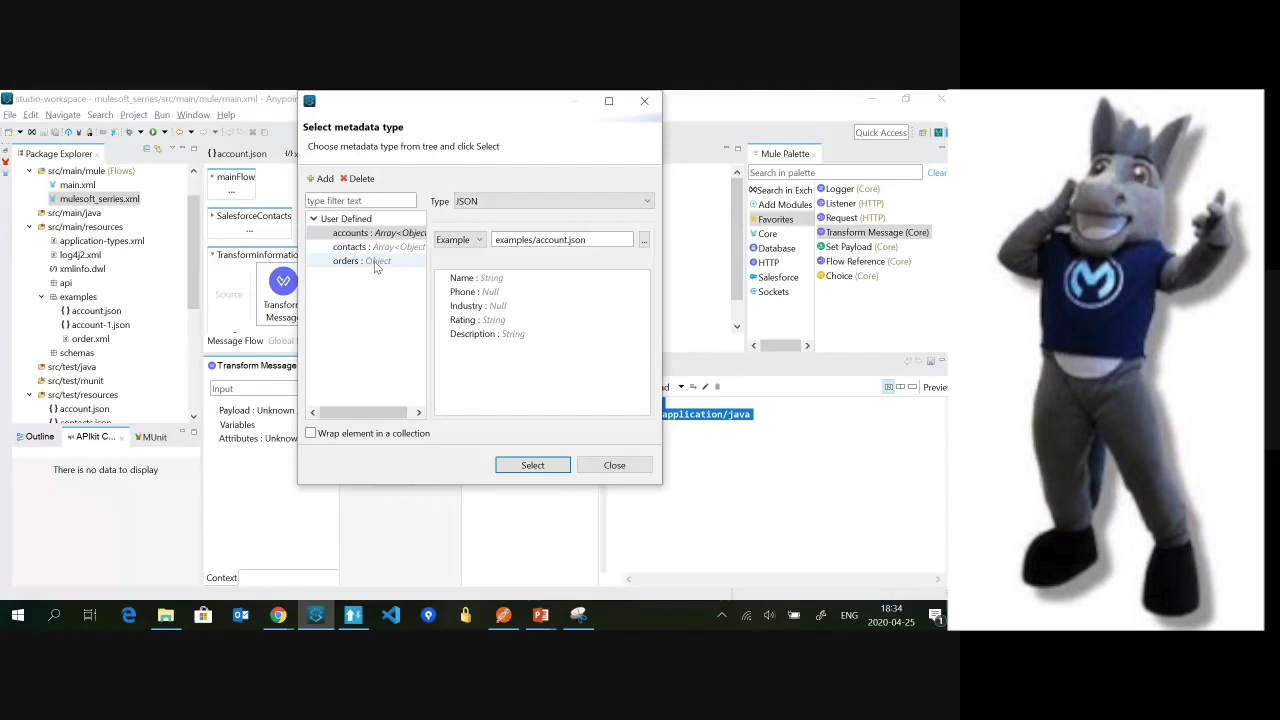 studio-workspace - mulesoft_serries/src/main/mule/main.xml - Anypoin
File Edit Navigate Search Project Run Window Help
Quick Access
Package Explorer
src/main/mule (Flows)
main.xml
mulesoft_serries.xml
src/main/java
src/main/resources
application-types.xml
log4j2.xml
xmlinfo.dwl
api
examples
account.json
account-1.json
order.xml
schemas
src/test/java
src/test/munit
src/test/resources
account.json
contacts.json
Outline
APIkit C...
MUnit
There is no data to display
account.json
mainFlow
...
SalesforceContacts
...
TransformInformatio
Source
Transform
Message
Message Flow
Global
Transform Message
Input
Payload : Unknown
Variables
Attributes : Unknow
Context
Select metadata type
Choose metadata type from tree and click Select
Add
Delete
type filter text
Type
JSON
User Defined
accounts : Array<Object
contacts : Array<Object
orders : Object
Example
examples/account.json
...
Name : String
Phone : Null
Industry : Null
Rating : String
Description : String
Wrap element in a collection
Select
Close
Mule Palette
Search in palette
Clear
Search in Exch
Add Modules
Favorites
Core
Database
HTTP
Salesforce
Sockets
Logger (Core)
Listener (HTTP)
Request (HTTP)
Transform Message (Core)
Set Payload (Core)
Flow Reference (Core)
Choice (Core)
Preview
application/java
ENG
18:34
2020-04-25
1